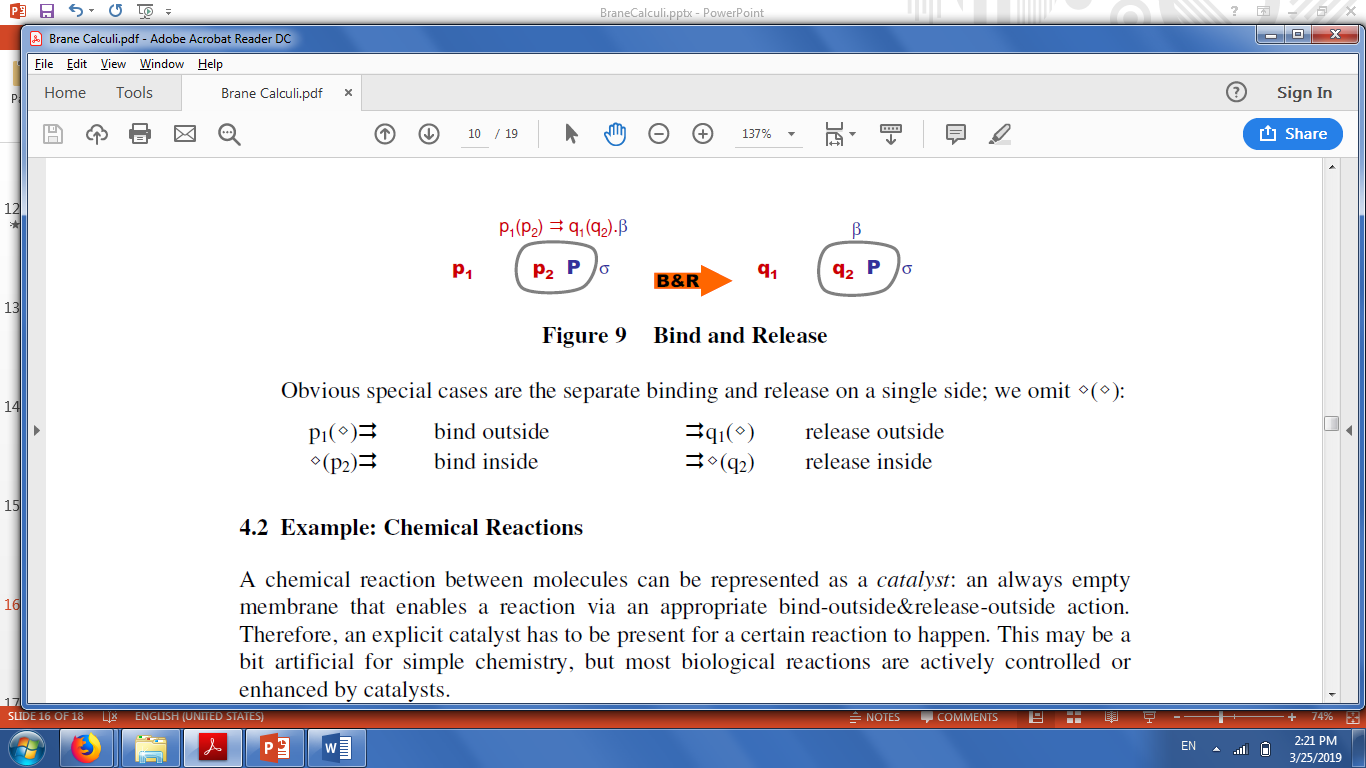 BraneCalculi.pptx - PowerPoint
Brane Calculi.pdf - Adobe Acrobat Reader DC
File Edit View Window Help
Home Tools Brane Calculi.pdf × Sign In
10 / 19 137% Share
12
13
14
15
16
17
p₁(p₂) ⇉ q₁(q₂).β β
p₁ p₂ P σ B&R q₁ q₂ P σ
Figure 9 Bind and Release
Obvious special cases are the separate binding and release on a single side; we omit ⋄(⋄):
p₁(⋄)⇉ bind outside ⇉q₁(⋄) release outside
⋄(p₂)⇉ bind inside ⇉⋄(q₂) release inside
4.2 Example: Chemical Reactions
A chemical reaction between molecules can be represented as a catalyst: an always empty
membrane that enables a reaction via an appropriate bind-outside&release-outside action.
Therefore, an explicit catalyst has to be present for a certain reaction to happen. This may be a
bit artificial for simple chemistry, but most biological reactions are actively controlled or
enhanced by catalysts.
SLIDE 16 OF 18 ENGLISH (UNITED STATES) NOTES COMMENTS 74%
EN 2:21 PM
3/25/2019